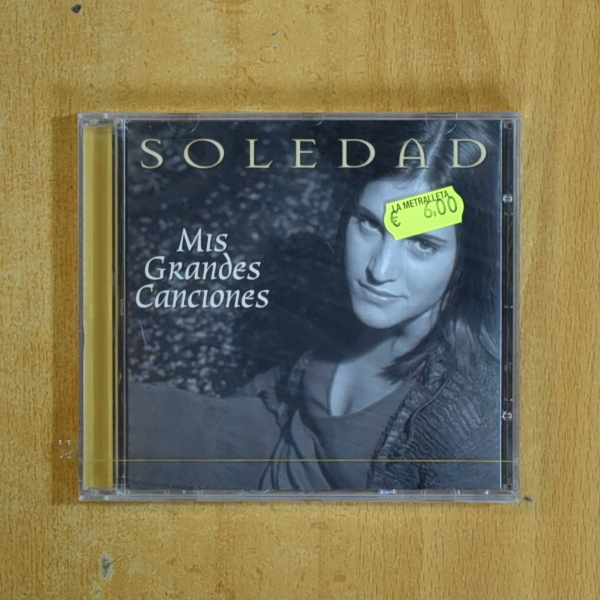 SOLEDAD
LA METRALLETA
€ 6,00
Mis
Grandes
Canciones